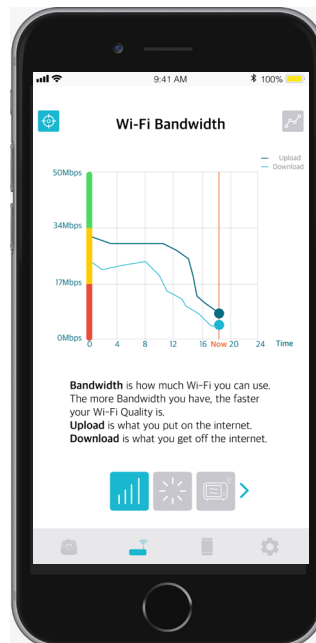 9:41 AM
100%
Wi-Fi Bandwidth
Upload
Download
50Mbps
34Mbps
17Mbps
0Mbps
0 4 8 12 16 Now 20 24 Time
Bandwidth is how much Wi-Fi you can use.
The more Bandwidth you have, the faster
your Wi-Fi Quality is.
Upload is what you put on the internet.
Download is what you get off the internet.